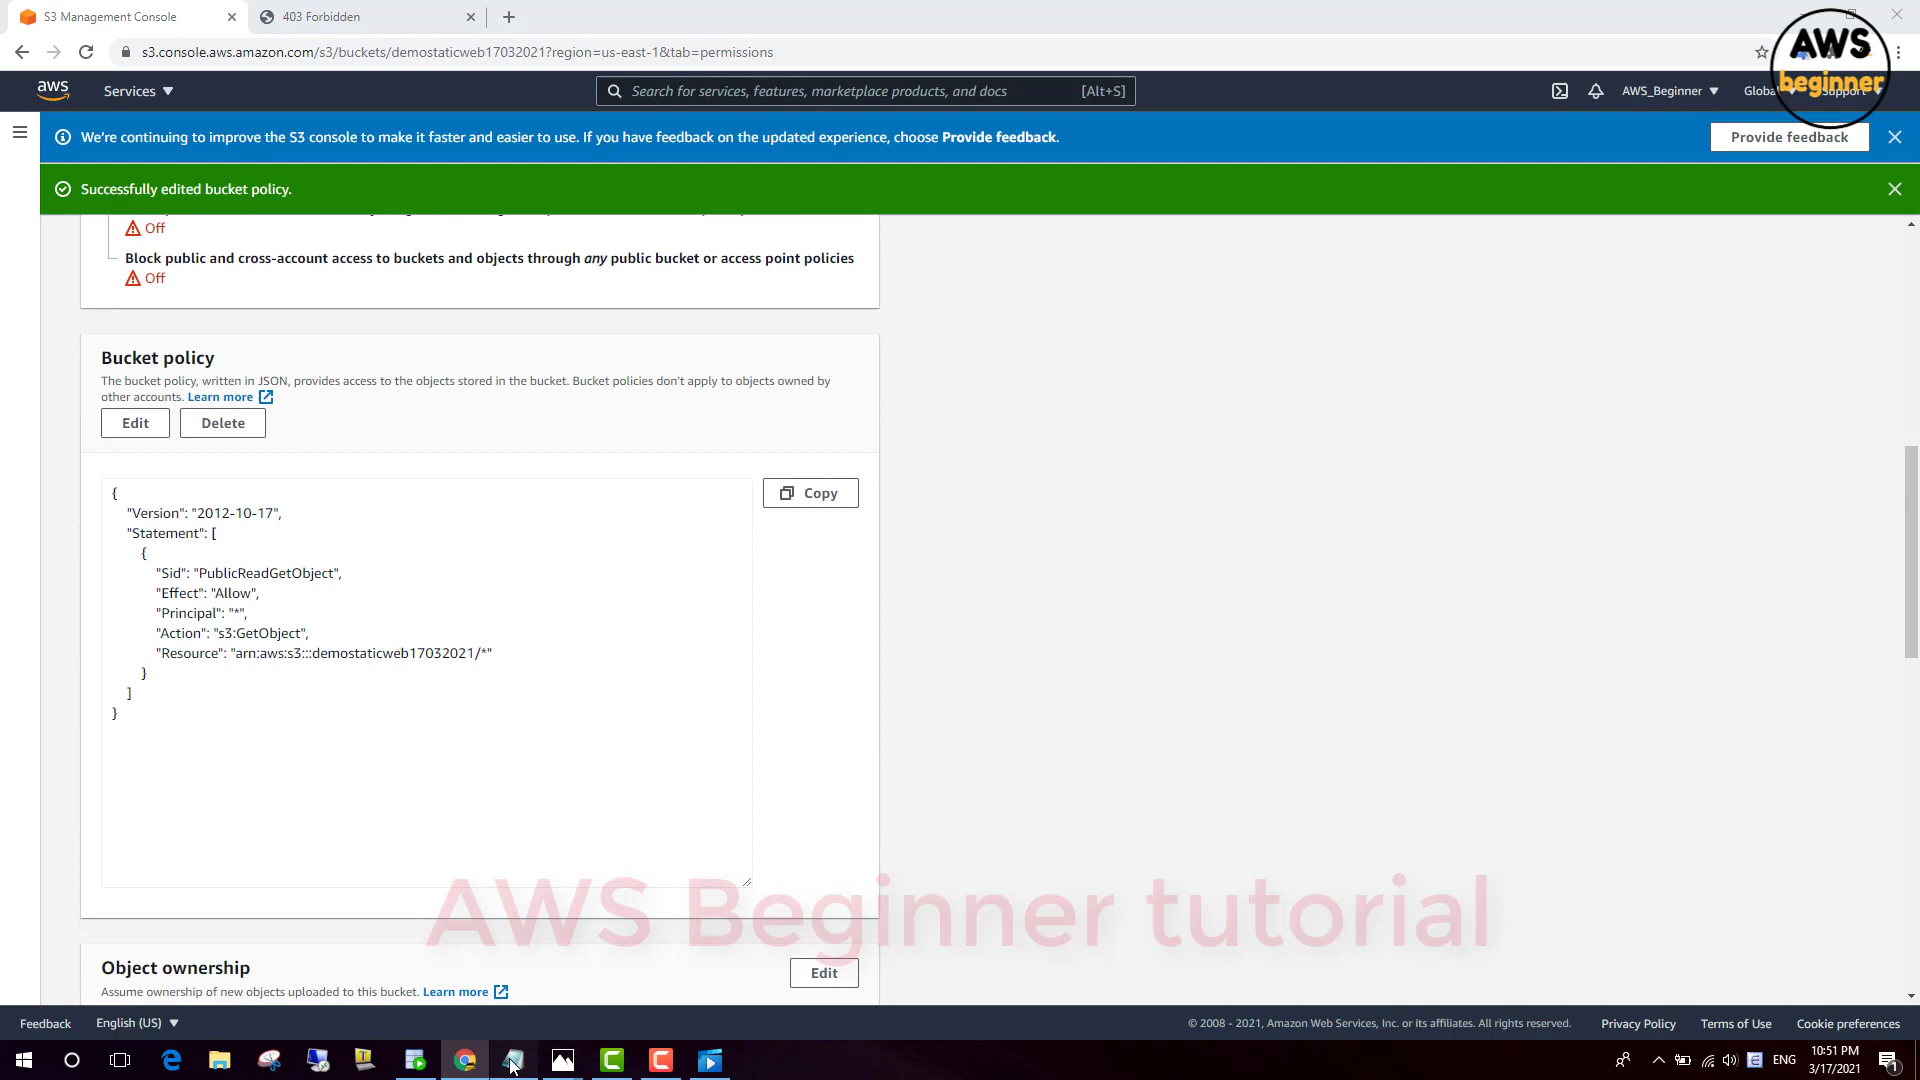 S3 Management Console
403 Forbidden
s3.console.aws.amazon.com/s3/buckets/demostaticweb17032021?region=us-east-1&tab=permissions
AWS
beginner
aws
Services
Search for services, features, marketplace products, and docs
[Alt+S]
AWS_Beginner
Support
We're continuing to improve the S3 console to make it faster and easier to use. If you have feedback on the updated experience, choose Provide feedback.
Provide feedback
Successfully edited bucket policy.
Off
Block public and cross-account access to buckets and objects through any public bucket or access point policies
Off
Bucket policy
The bucket policy, written in JSON, provides access to the objects stored in the bucket. Bucket policies don't apply to objects owned by
other accounts. Learn more
Edit
Delete
Copy
{
"Version": "2012-10-17",
"Statement": [
{
"Sid": "PublicReadGetObject",
"Effect": "Allow",
"Principal": "*",
"Action": "s3:GetObject",
"Resource": "arn:aws:s3:::demostaticweb17032021/*"
}
]
}
AWS Beginner tutorial
Object ownership
Edit
Assume ownership of new objects uploaded to this bucket. Learn more
Feedback
English (US)
© 2008 - 2021, Amazon Web Services, Inc. or its affiliates. All rights reserved.
Privacy Policy
Terms of Use
Cookie preferences
ENG
10:51 PM
3/17/2021